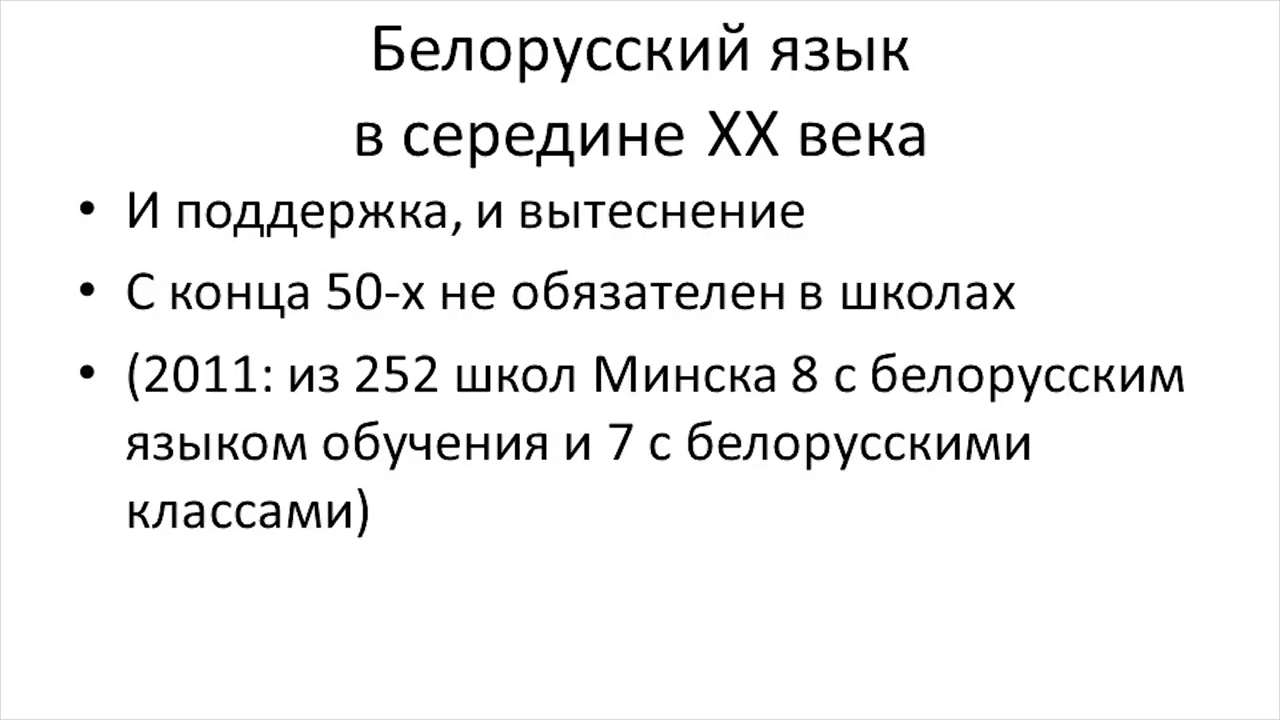 Белорусский язык
в середине XX века
• И поддержка, и вытеснение
• С конца 50-х не обязателен в школах
• (2011: из 252 школ Минска 8 с белорусским
языком обучения и 7 с белорусскими
классами)